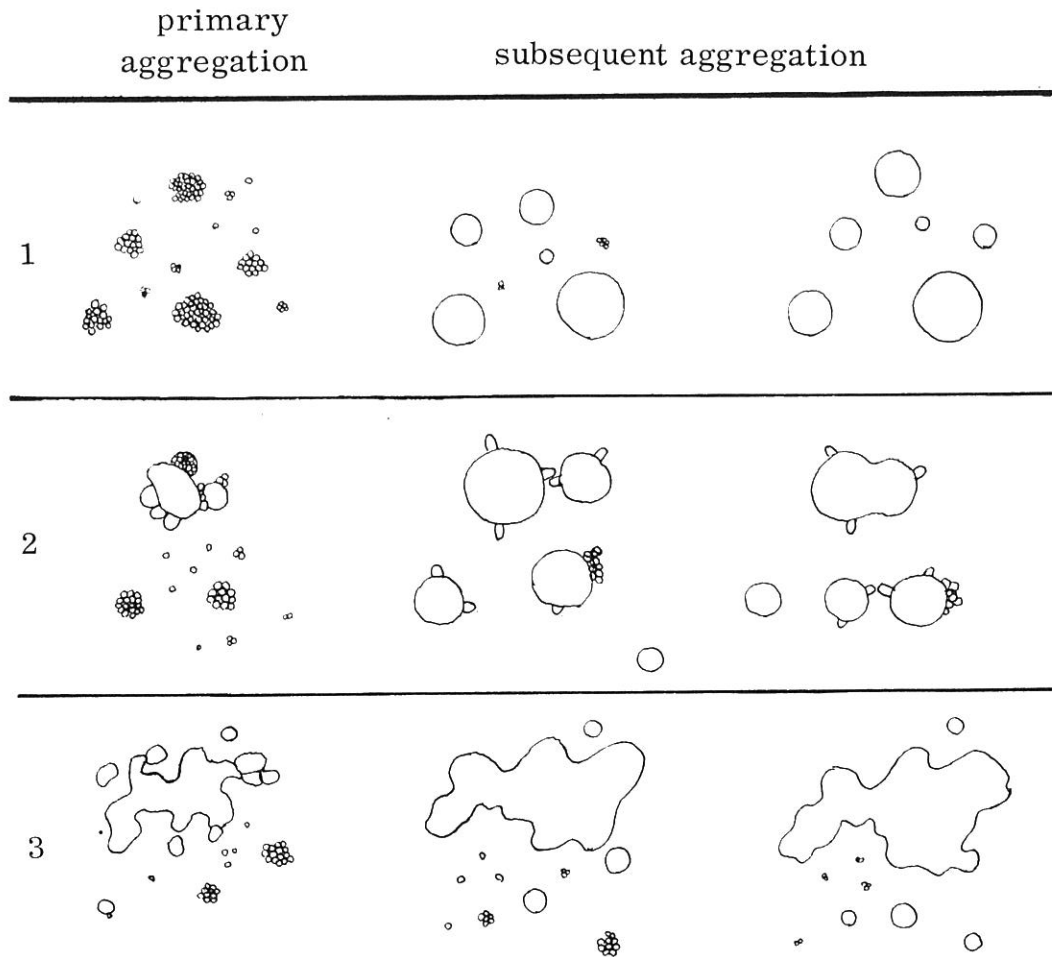 primary
aggregation
subsequent aggregation
1
2
3